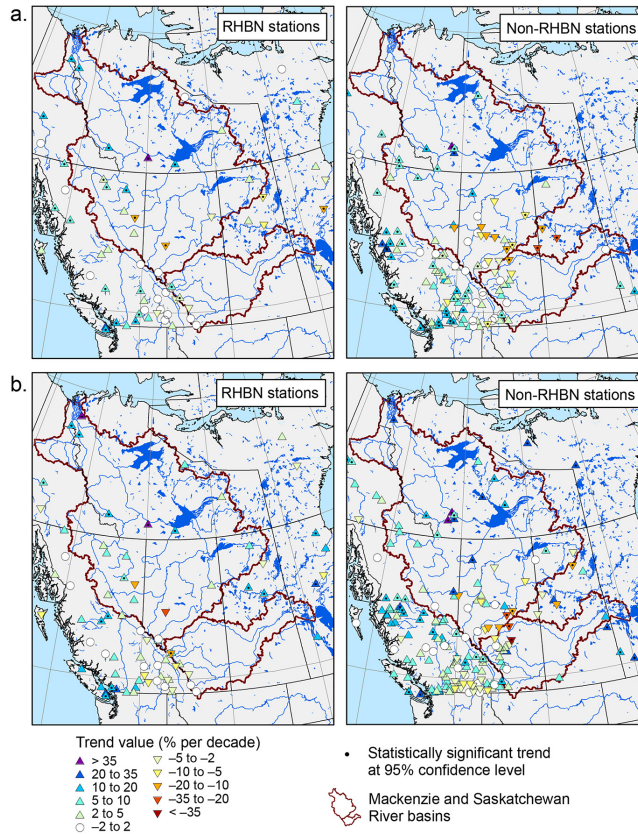 a.
RHBN stations
Non-RHBN stations
b.
RHBN stations
Non-RHBN stations
Trend value (% per decade)
> 35
20 to 35
10 to 20
5 to 10
2 to 5
−2 to 2
−5 to −2
−10 to −5
−20 to −10
−35 to −20
< −35
Statistically significant trend
at 95% confidence level
Mackenzie and Saskatchewan
River basins